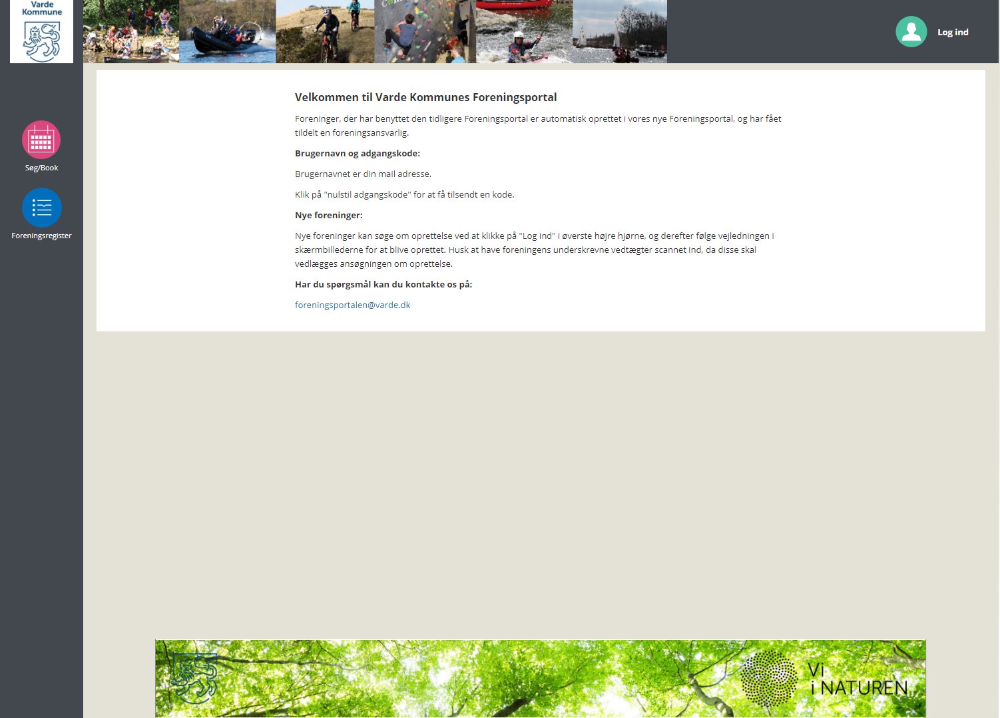 Varde
Kommune
Log ind
Søg/Book
Foreningsregister
Velkommen til Varde Kommunes Foreningsportal
Foreninger, der har benyttet den tidligere Foreningsportal er automatisk oprettet i vores nye Foreningsportal, og har fået
tildelt en foreningsansvarlig.
Brugernavn og adgangskode:
Brugernavnet er din mail adresse.
Klik på "nulstil adgangskode" for at få tilsendt en kode.
Nye foreninger:
Nye foreninger kan søge om oprettelse ved at klikke på "Log ind" i øverste højre hjørne, og derefter følge vejledningen i
skærmbillederne for at blive oprettet. Husk at have foreningens underskrevne vedtægter scannet ind, da disse skal
vedlægges ansøgningen om oprettelse.
Har du spørgsmål kan du kontakte os på:
foreningsportalen@varde.dk
Vi
i NATUREN